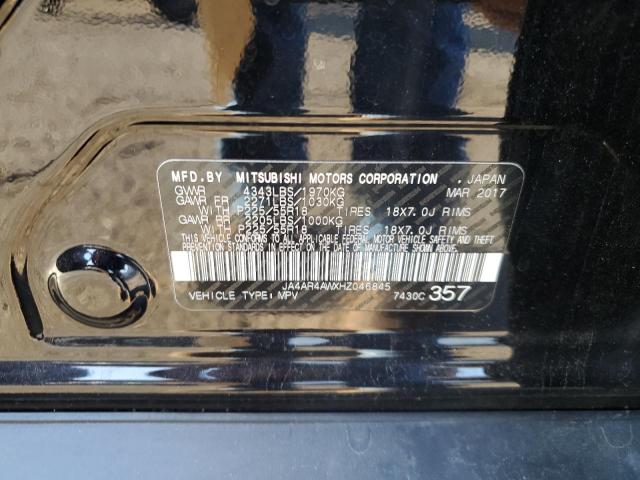 MFD.BY MITSUBISHI MOTORS CORPORATION . JAPAN
GVWR 4343LBS/1970KG MAR 2017
GAWR FR 2271LBS/1030KG
WITH P225/55R18 TIRES 18X7.0J RIMS
GAWR RR 2205LBS/1000KG
WITH P225/55R18 TIRES 18X7.0J RIMS
THIS VEHICLE CONFORMS TO ALL APPLICABLE FEDERAL MOTOR VEHICLE SAFETY AND THEFT
PREVENTION STANDARDS IN EFFECT ON THE DATE OF MANUFACTURE SHOWN ABOVE.
JA4AR4AWXHZ046845
VEHICLE TYPE: MPV 7430C 357